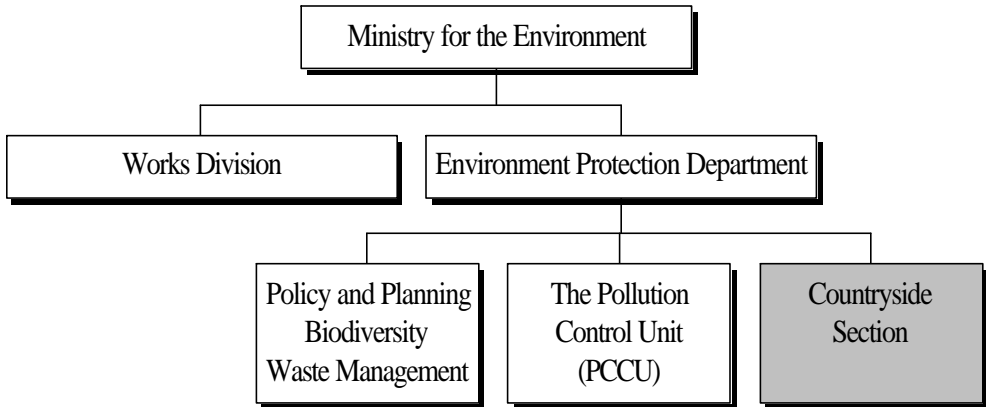 Ministry for the Environment
Works Division
Environment Protection Department
Policy and Planning
Biodiversity
Waste Management
The Pollution
Control Unit
(PCCU)
Countryside
Section